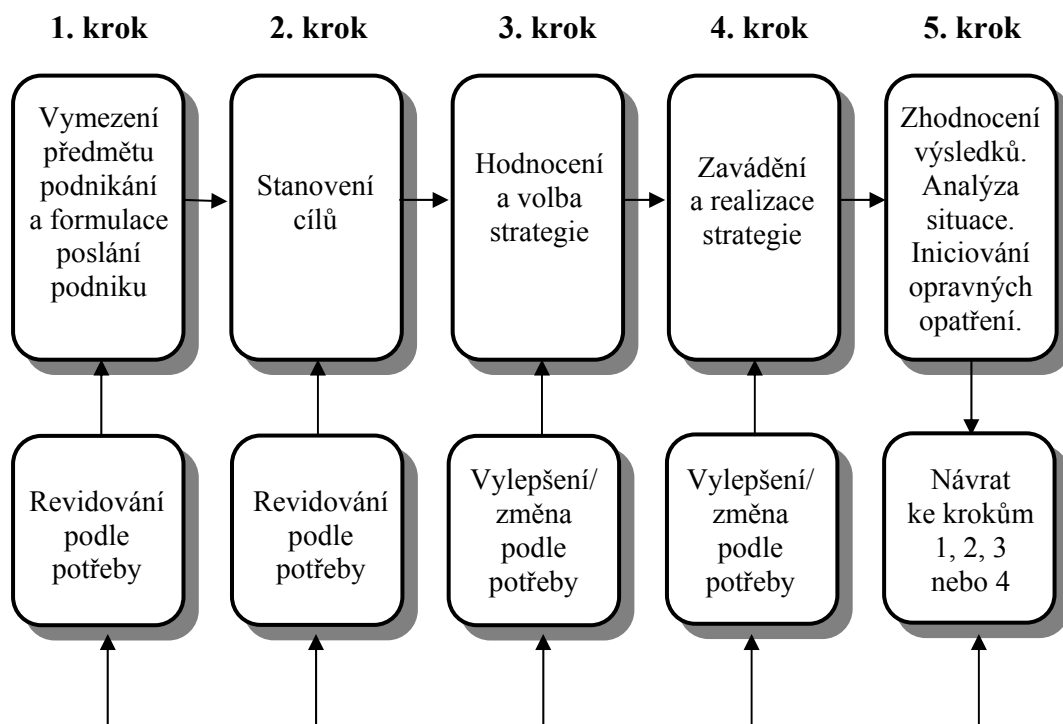 1. krok
2. krok
3. krok
4. krok
5. krok
Vymezení
předmětu
podnikání
a formulace
poslání
podniku
Stanovení
cílů
Hodnocení
a volba
strategie
Zavádění
a realizace
strategie
Zhodnocení
výsledků.
Analýza
situace.
Iniciování
opravných
opatření.
Revidování
podle
potřeby
Revidování
podle
potřeby
Vylepšení/
změna
podle
potřeby
Vylepšení/
změna
podle
potřeby
Návrat
ke krokům
1, 2, 3
nebo 4